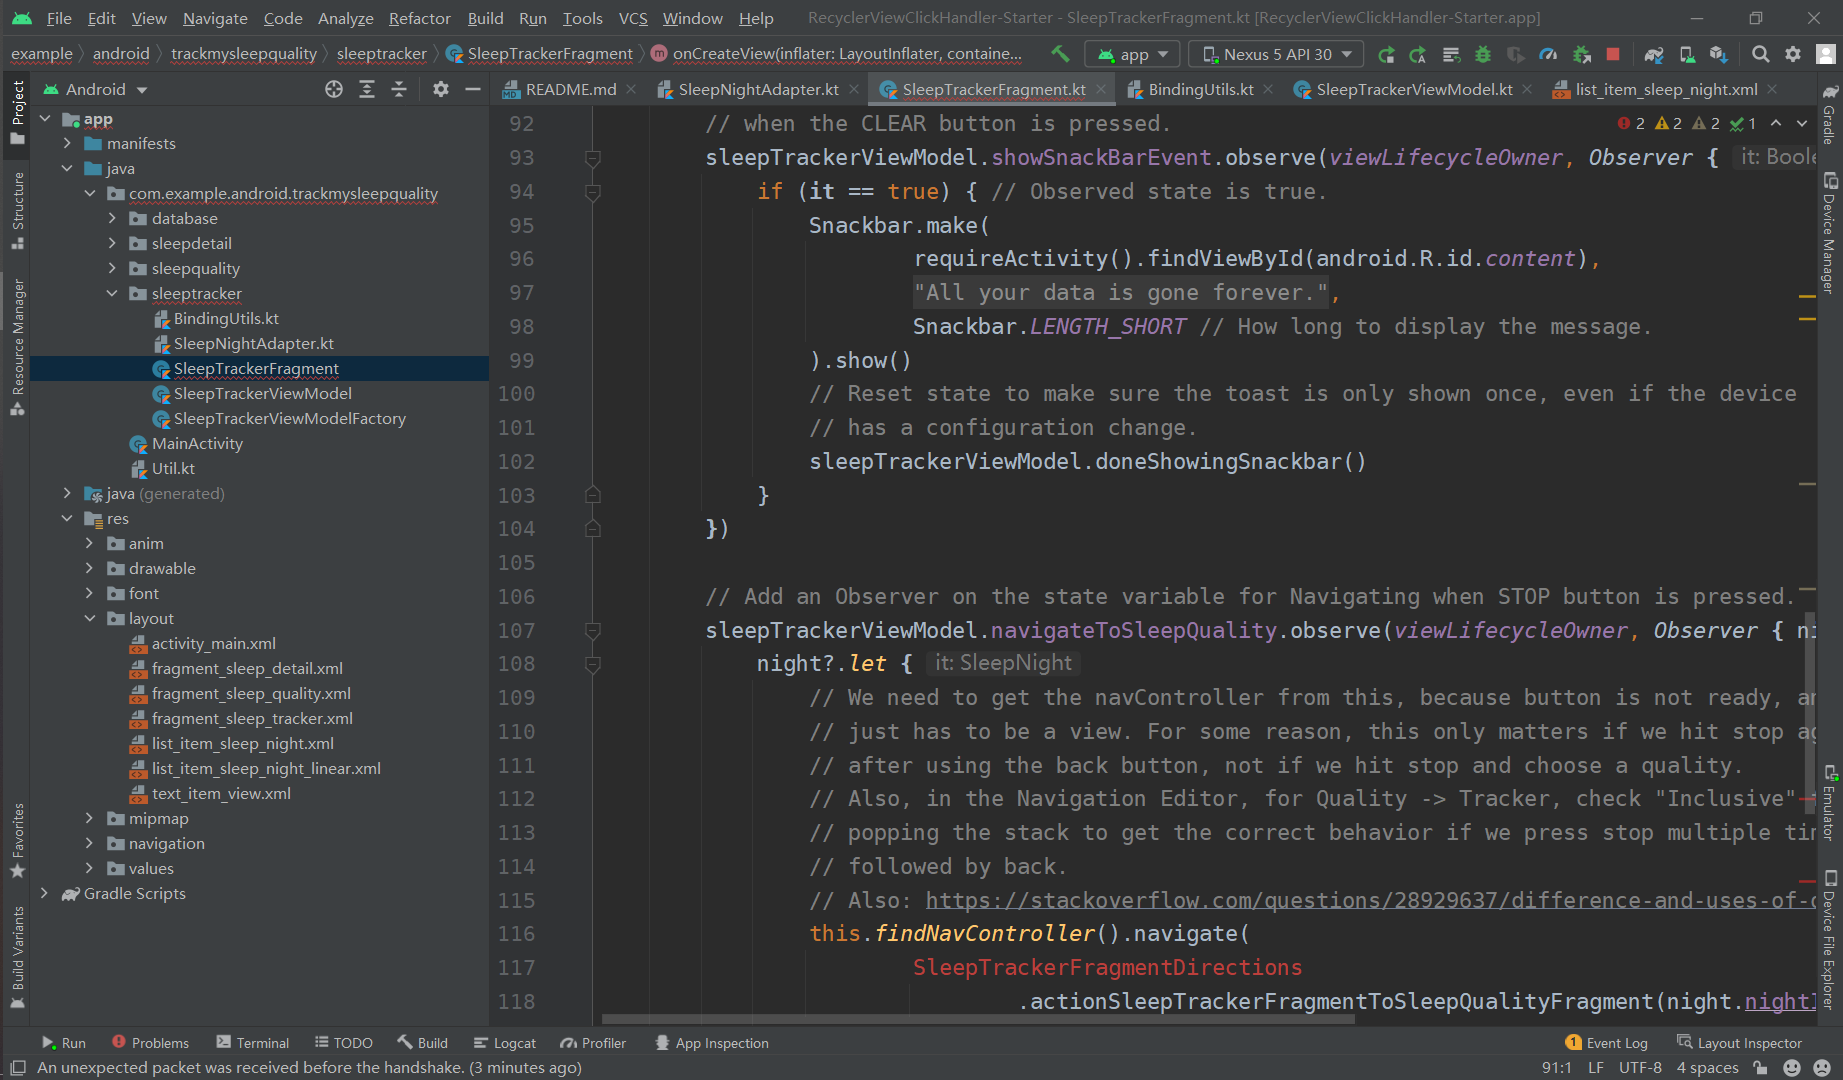 File Edit View Navigate Code Analyze Refactor Build Run Tools VCS Window Help RecyclerViewClickHandler-Starter - SleepTrackerFragment.kt [RecyclerViewClickHandler-Starter.app]
example android trackmysleepquality sleeptracker SleepTrackerFragment m onCreateView(inflater: LayoutInflater, containe... app Nexus 5 API 30
Android README.md SleepNightAdapter.kt SleepTrackerFragment.kt BindingUtils.kt SleepTrackerViewModel.kt list_item_sleep_night.xml
Project
Structure
Resource Manager
Favorites
Build Variants
app
manifests
java
com.example.android.trackmysleepquality
database
sleepdetail
sleepquality
sleeptracker
BindingUtils.kt
SleepNightAdapter.kt
SleepTrackerFragment
SleepTrackerViewModel
SleepTrackerViewModelFactory
MainActivity
Util.kt
java (generated)
res
anim
drawable
font
layout
activity_main.xml
fragment_sleep_detail.xml
fragment_sleep_quality.xml
fragment_sleep_tracker.xml
list_item_sleep_night.xml
list_item_sleep_night_linear.xml
text_item_view.xml
mipmap
navigation
values
Gradle Scripts
2 2 2 1
92 // when the CLEAR button is pressed.
93 sleepTrackerViewModel.showSnackBarEvent.observe(viewLifecycleOwner, Observer { it: Boole
94 if (it == true) { // Observed state is true.
95 Snackbar.make(
96 requireActivity().findViewById(android.R.id.content),
97 "All your data is gone forever.",
98 Snackbar.LENGTH_SHORT // How long to display the message.
99 ).show()
100 // Reset state to make sure the toast is only shown once, even if the device
101 // has a configuration change.
102 sleepTrackerViewModel.doneShowingSnackbar()
103 }
104 })
105
106 // Add an Observer on the state variable for Navigating when STOP button is pressed.
107 sleepTrackerViewModel.navigateToSleepQuality.observe(viewLifecycleOwner, Observer { ni
108 night?.let { it: SleepNight
109 // We need to get the navController from this, because button is not ready, an
110 // just has to be a view. For some reason, this only matters if we hit stop ag
111 // after using the back button, not if we hit stop and choose a quality.
112 // Also, in the Navigation Editor, for Quality -> Tracker, check "Inclusive"
113 // popping the stack to get the correct behavior if we press stop multiple tim
114 // followed by back.
115 // Also: https://stackoverflow.com/questions/28929637/difference-and-uses-of-o
116 this.findNavController().navigate(
117 SleepTrackerFragmentDirections
118 .actionSleepTrackerFragmentToSleepQualityFragment(night.nightI
Gradle
Device Manager
Emulator
Device File Explorer
Run Problems Terminal TODO Build Logcat Profiler App Inspection 1 Event Log Layout Inspector
An unexpected packet was received before the handshake. (3 minutes ago) 91:1 LF UTF-8 4 spaces